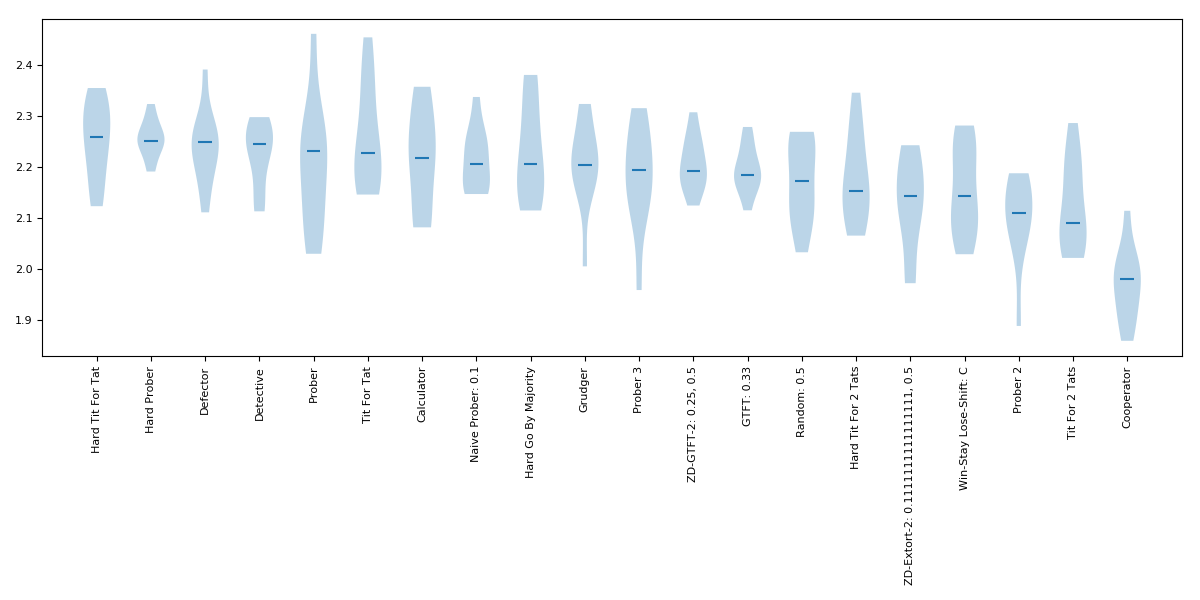 2.4
2.3
2.2
2.1
2.0
1.9
Hard Tit For Tat
Hard Prober
Defector
Detective
Prober
Tit For Tat
Calculator
Naive Prober: 0.1
Hard Go By Majority
Grudger
Prober 3
ZD-GTFT-2: 0.25, 0.5
GTFT: 0.33
Random: 0.5
Hard Tit For 2 Tats
ZD-Extort-2: 0.1111111111111111, 0.5
Win-Stay Lose-Shift: C
Prober 2
Tit For 2 Tats
Cooperator